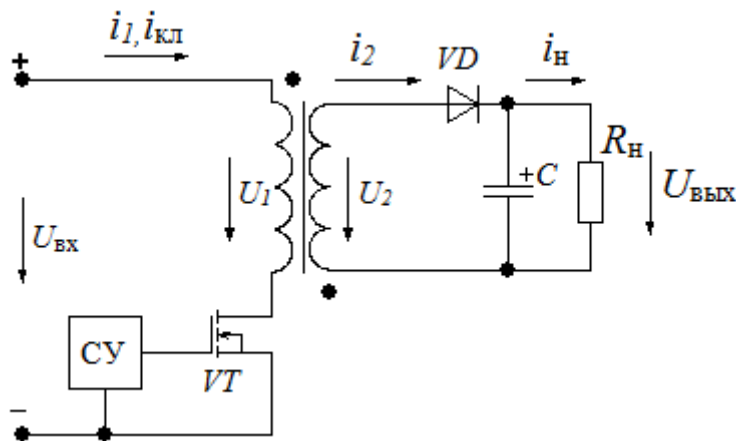 i1, iкл
i2
VD
iн
+
U1
U2
+C
Rн
Uвых
Uвх
СУ
VT
−